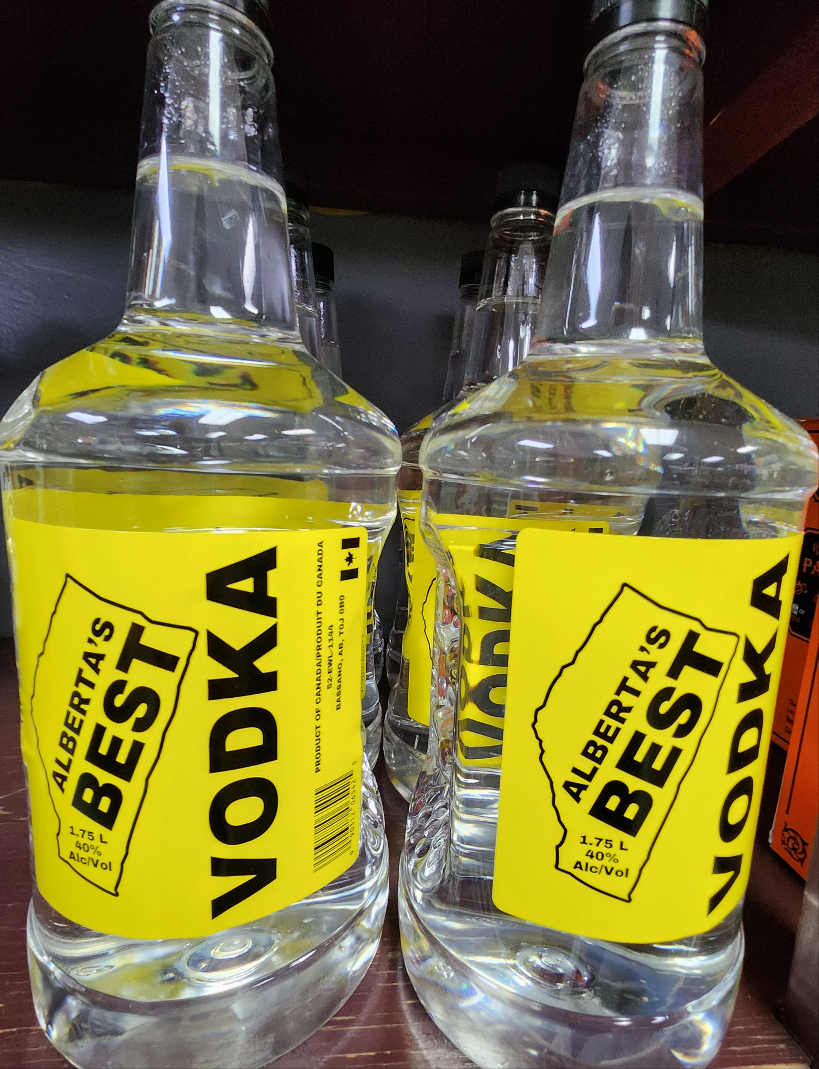 ALBERTA'S
BEST
1.75 L
40%
Alc/Vol
VODKA
PRODUCT OF CANADA/PRODUIT DU CANADA
52-EWL-1144
BASSANO, AB, T0J 0B0
VODKA
ALBERTA'S
BEST
1.75 L
40%
Alc/Vol
VODKA